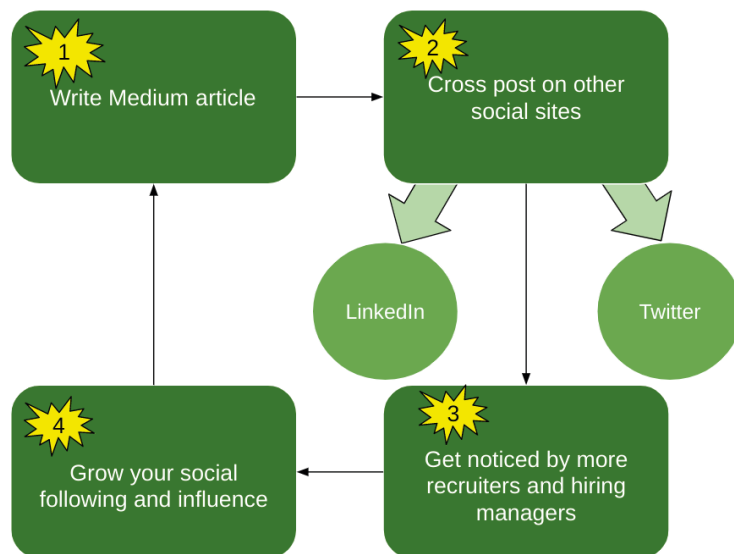 1
Write Medium article
2
Cross post on other
social sites
LinkedIn
Twitter
3
Get noticed by more
recruiters and hiring
managers
4
Grow your social
following and influence